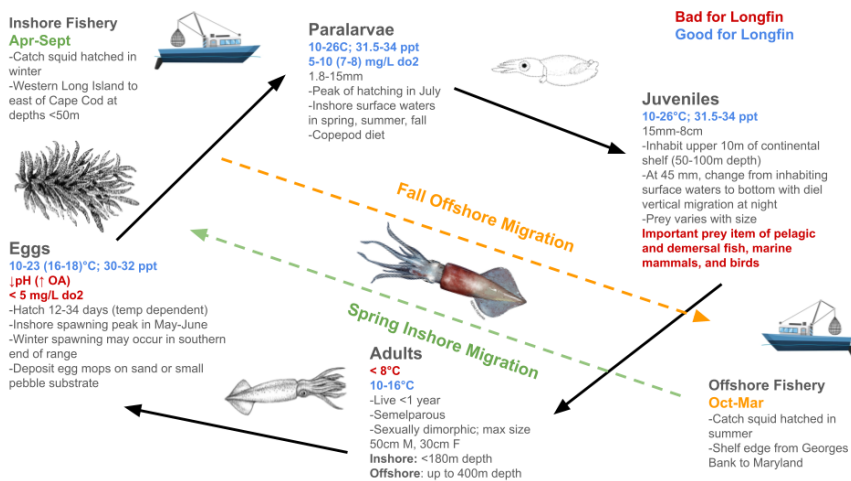 Inshore Fishery
Apr-Sept
-Catch squid hatched in
winter
-Western Long Island to
east of Cape Cod at
depths <50m
Paralarvae
10-26C; 31.5-34 ppt
5-10 (7-8) mg/L do2
1.8-15mm
-Peak of hatching in July
-Inshore surface waters
in spring, summer, fall
-Copepod diet
Bad for Longfin
Good for Longfin
Juveniles
10-26°C; 31.5-34 ppt
15mm-8cm
-Inhabit upper 10m of continental
shelf (50-100m depth)
-At 45 mm, change from inhabiting
surface waters to bottom with diel
vertical migration at night
-Prey varies with size
Important prey item of pelagic
and demersal fish, marine
mammals, and birds
Fall Offshore Migration
Spring Inshore Migration
Eggs
10-23 (16-18)°C; 30-32 ppt
↓pH (↑ OA)
< 5 mg/L do2
-Hatch 12-34 days (temp dependent)
-Inshore spawning peak in May-June
-Winter spawning may occur in southern
end of range
-Deposit egg mops on sand or small
pebble substrate
Adults
< 8°C
10-16°C
-Live <1 year
-Semelparous
-Sexually dimorphic; max size
50cm M, 30cm F
Inshore: <180m depth
Offshore: up to 400m depth
Offshore Fishery
Oct-Mar
-Catch squid hatched in
summer
-Shelf edge from Georges
Bank to Maryland